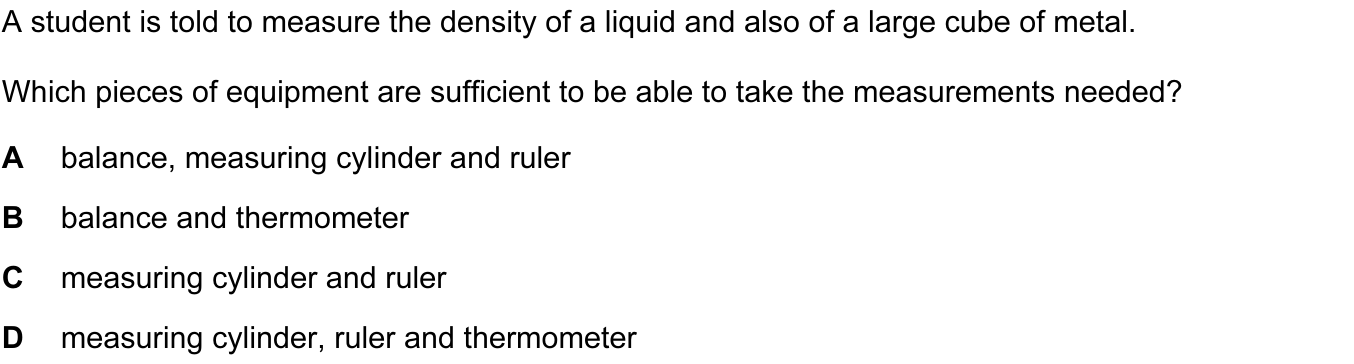 A student is told to measure the density of a liquid and also of a large cube of metal.
Which pieces of equipment are sufficient to be able to take the measurements needed?
A balance, measuring cylinder and ruler
B balance and thermometer
C measuring cylinder and ruler
D measuring cylinder, ruler and thermometer